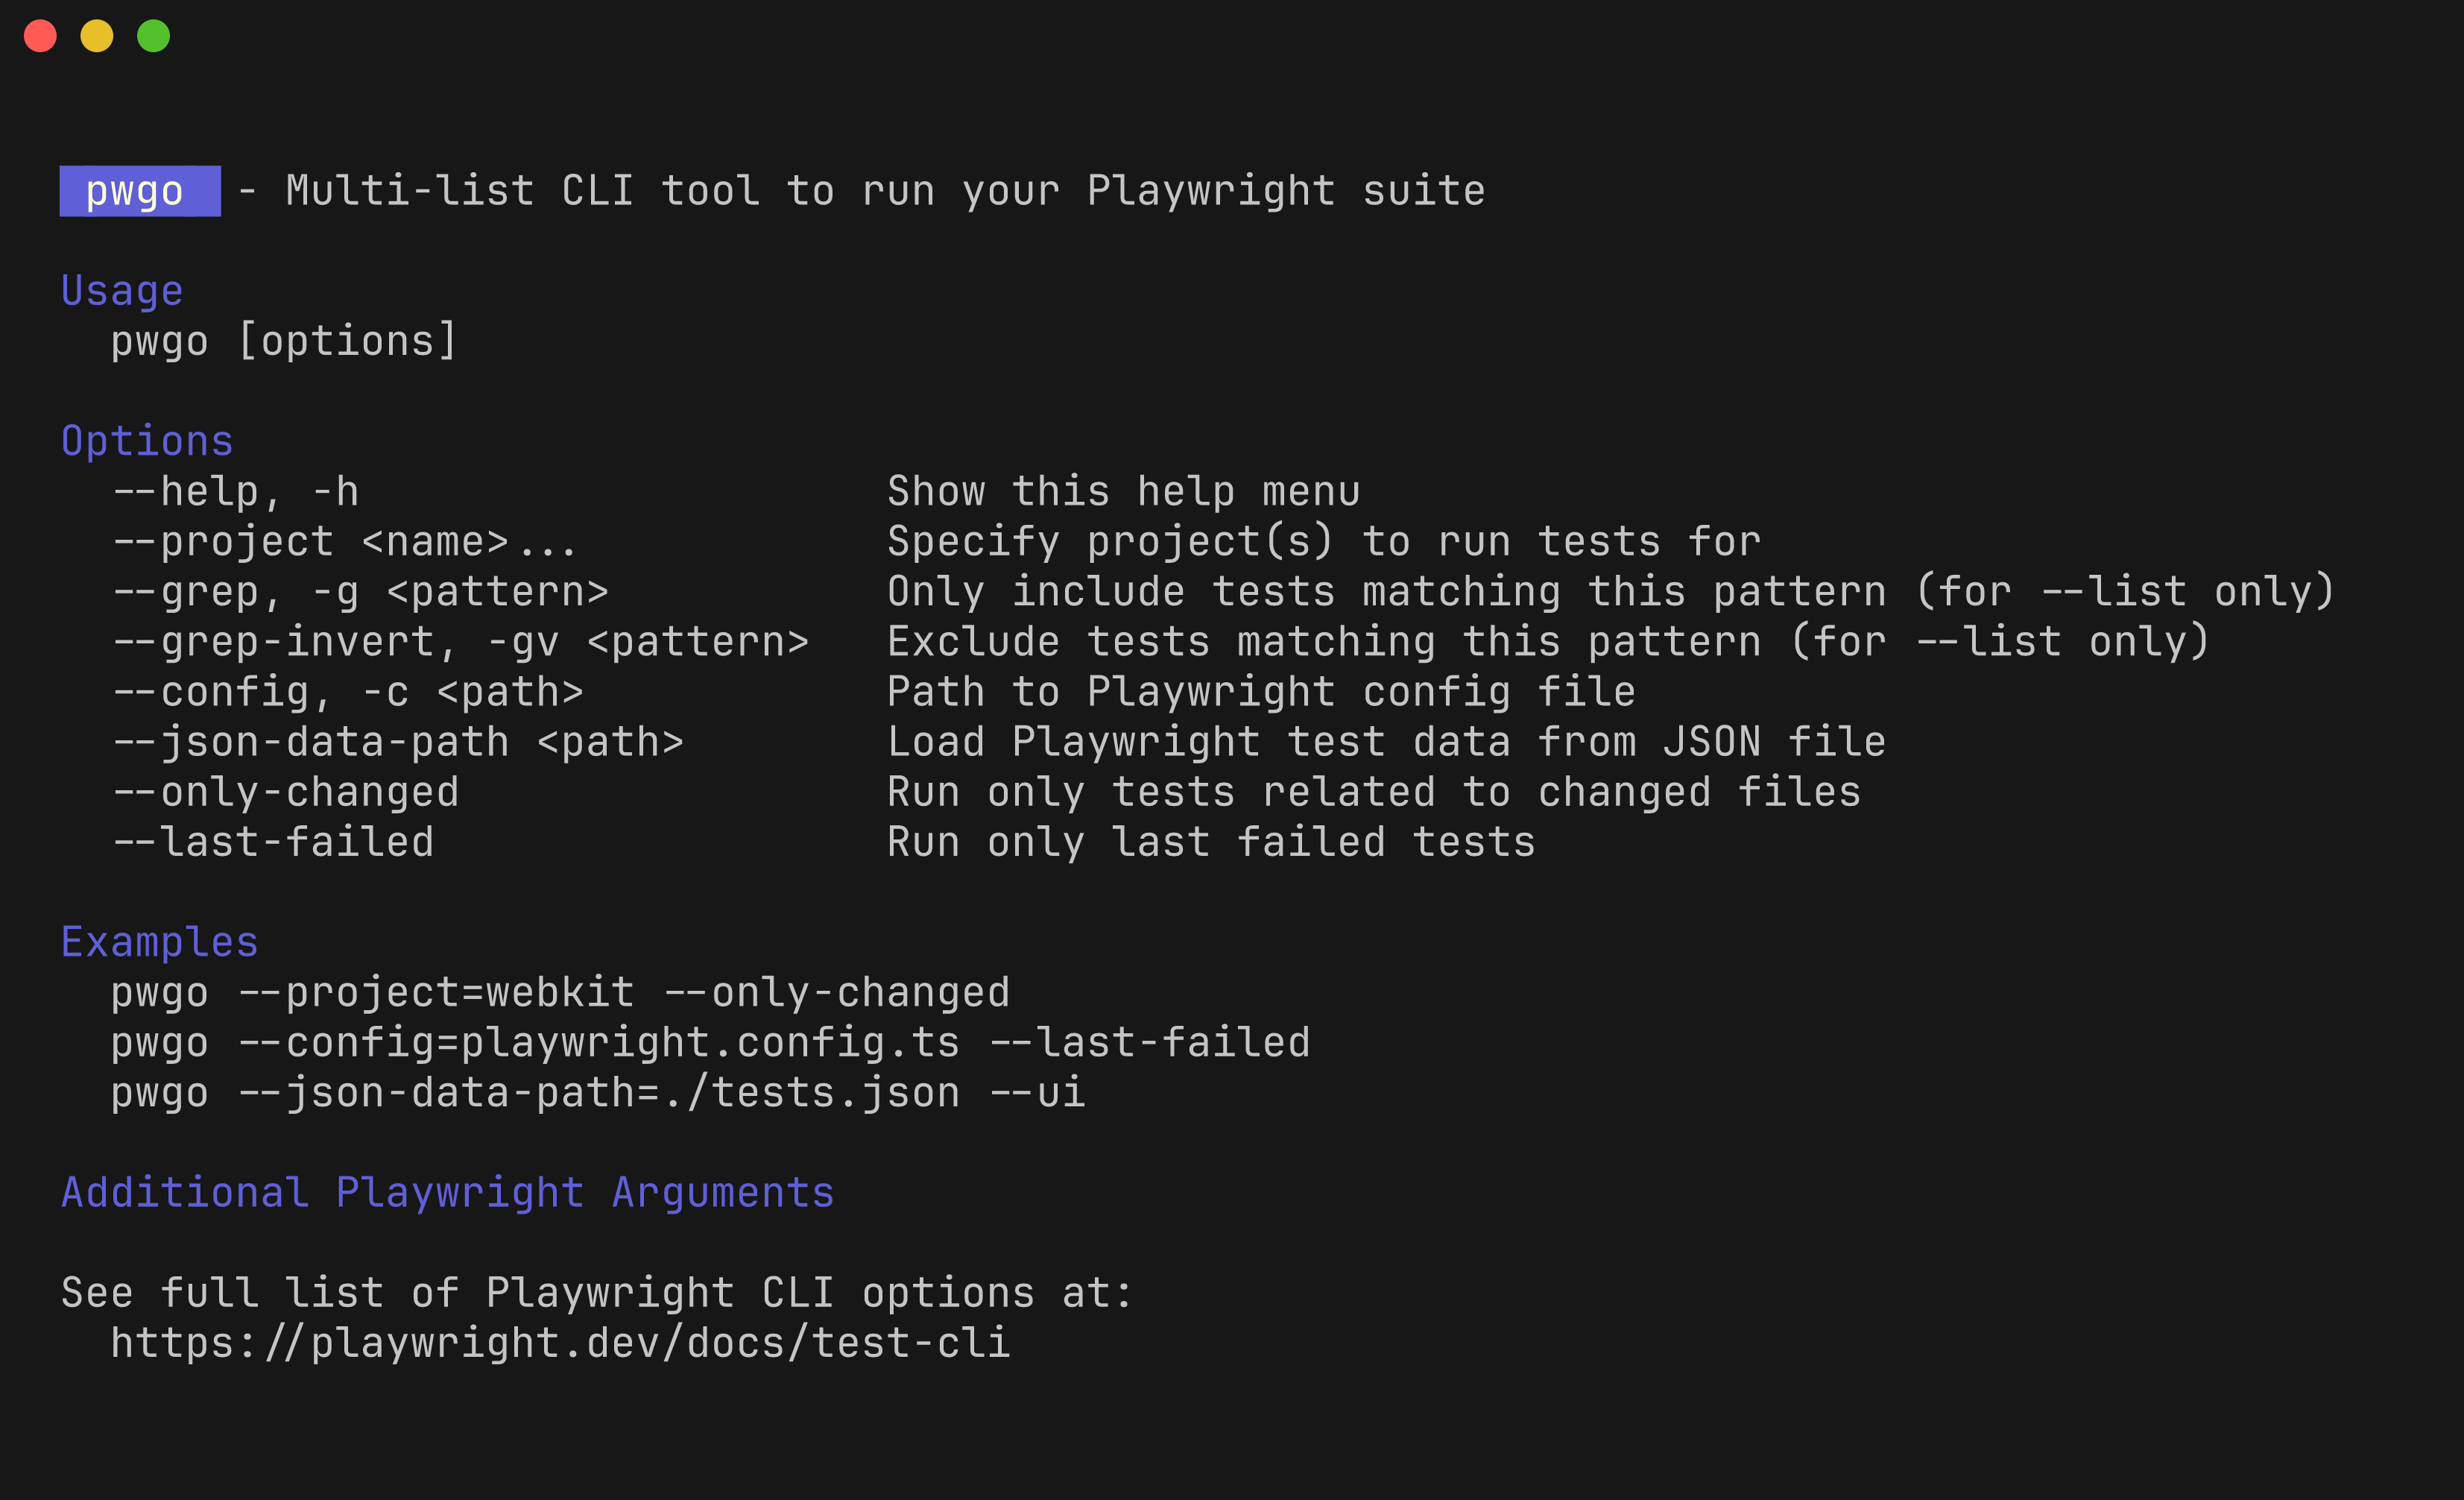 pwgo - Multi-list CLI tool to run your Playwright suite
Usage
pwgo [options]
Options
--help, -h Show this help menu
--project <name>... Specify project(s) to run tests for
--grep, -g <pattern> Only include tests matching this pattern (for --list only)
--grep-invert, -gv <pattern> Exclude tests matching this pattern (for --list only)
--config, -c <path> Path to Playwright config file
--json-data-path <path> Load Playwright test data from JSON file
--only-changed Run only tests related to changed files
--last-failed Run only last failed tests
Examples
pwgo --project=webkit --only-changed
pwgo --config=playwright.config.ts --last-failed
pwgo --json-data-path=./tests.json --ui
Additional Playwright Arguments
See full list of Playwright CLI options at:
https://playwright.dev/docs/test-cli